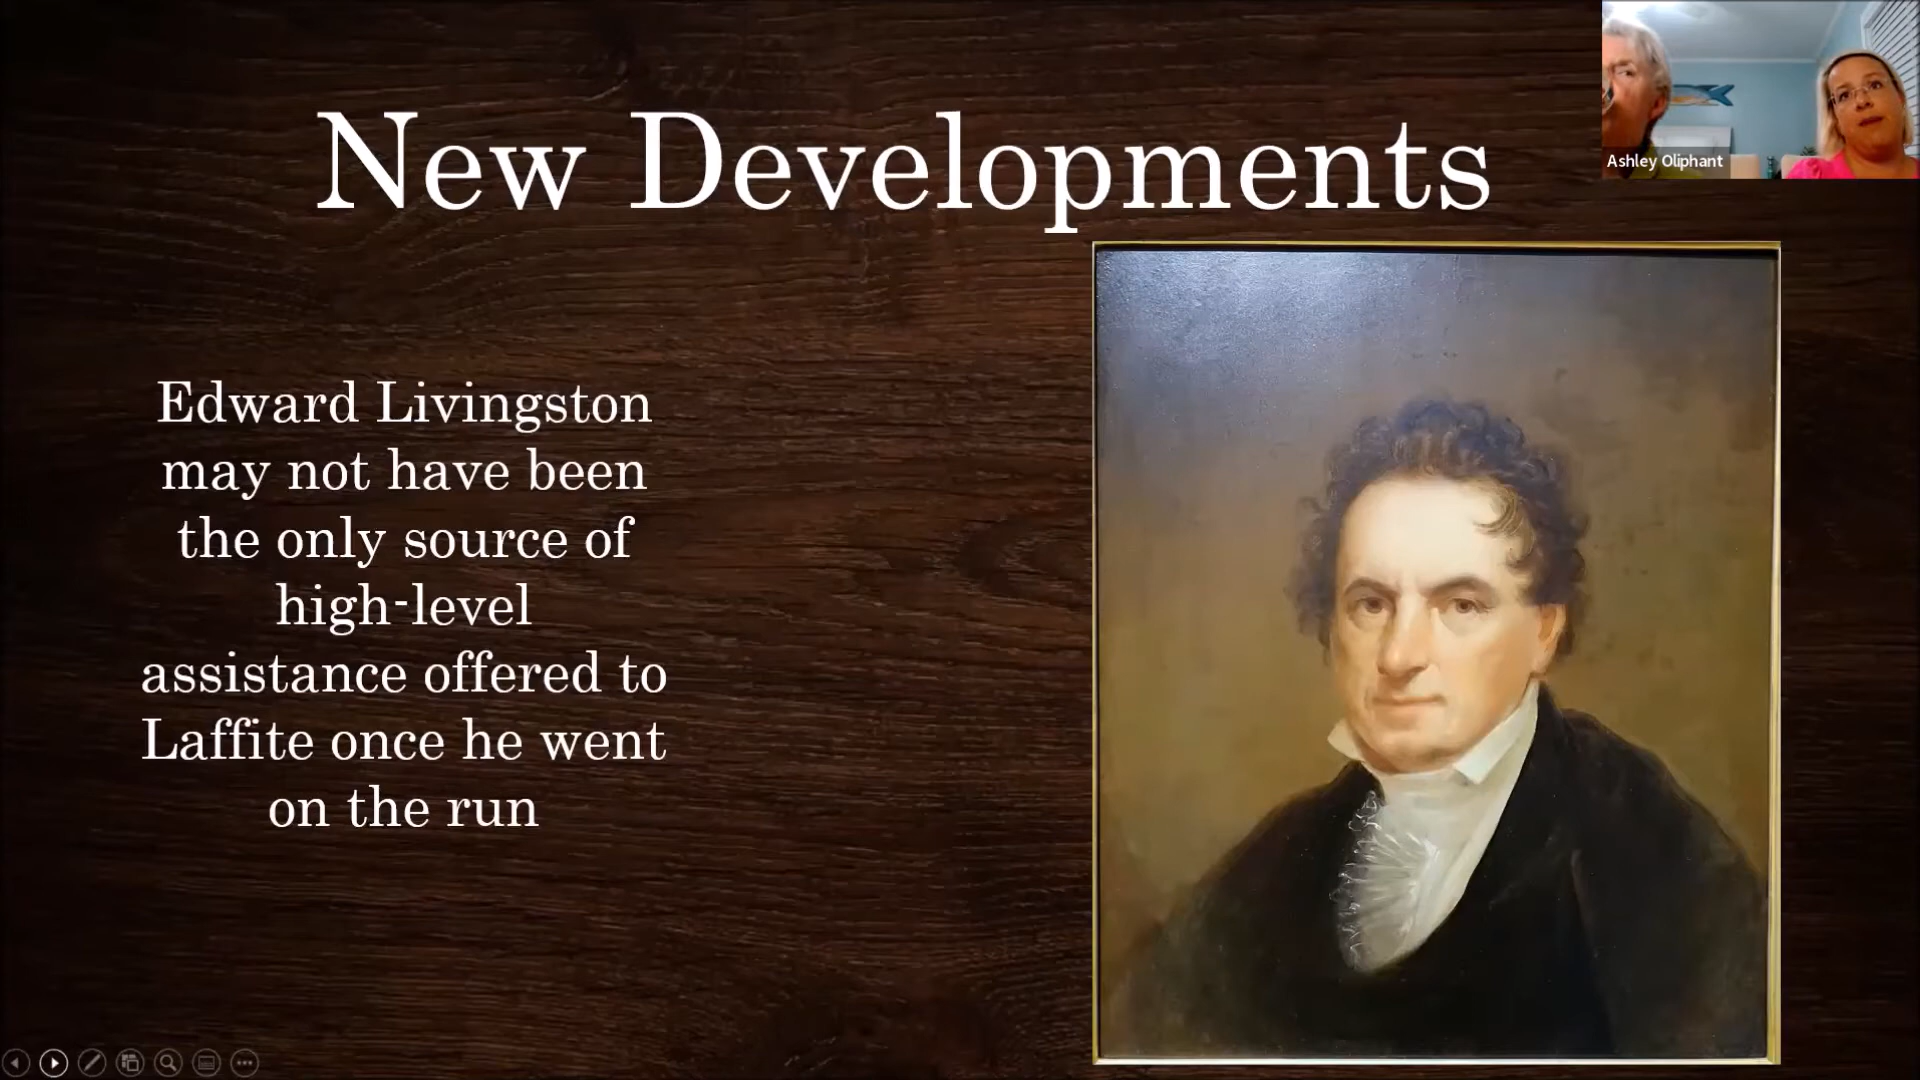 New Developments
Ashley Oliphant
Edward Livingston
may not have been
the only source of
high-level
assistance offered to
Laffite once he went
on the run